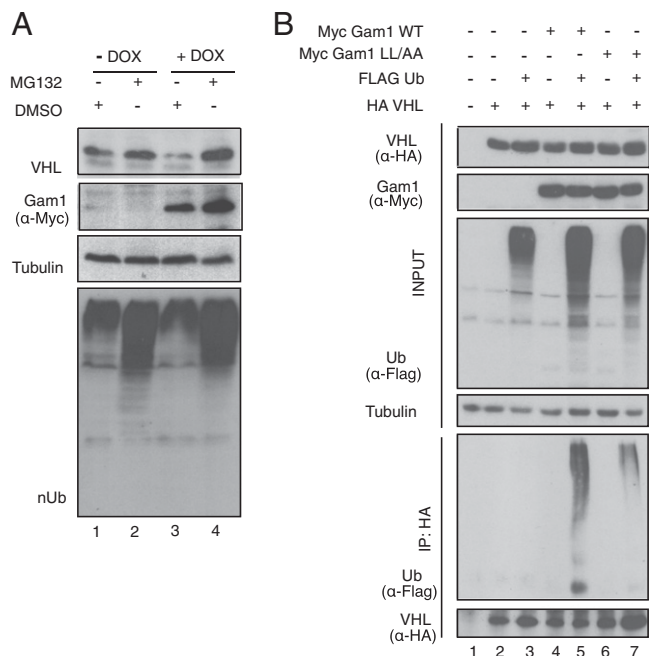 A
- DOX + DOX
MG132 - + - +
DMSO + - + -
VHL
Gam1
(α-Myc)
Tubulin
nUb
1 2 3 4
B
Myc Gam1 WT - - - + + - -
Myc Gam1 LL/AA - - - - - + +
FLAG Ub - - + - + - +
HA VHL - + + + + + +
VHL
(α-HA)
Gam1
(α-Myc)
INPUT
Ub
(α-Flag)
Tubulin
IP: HA
Ub
(α-Flag)
VHL
(α-HA)
1 2 3 4 5 6 7